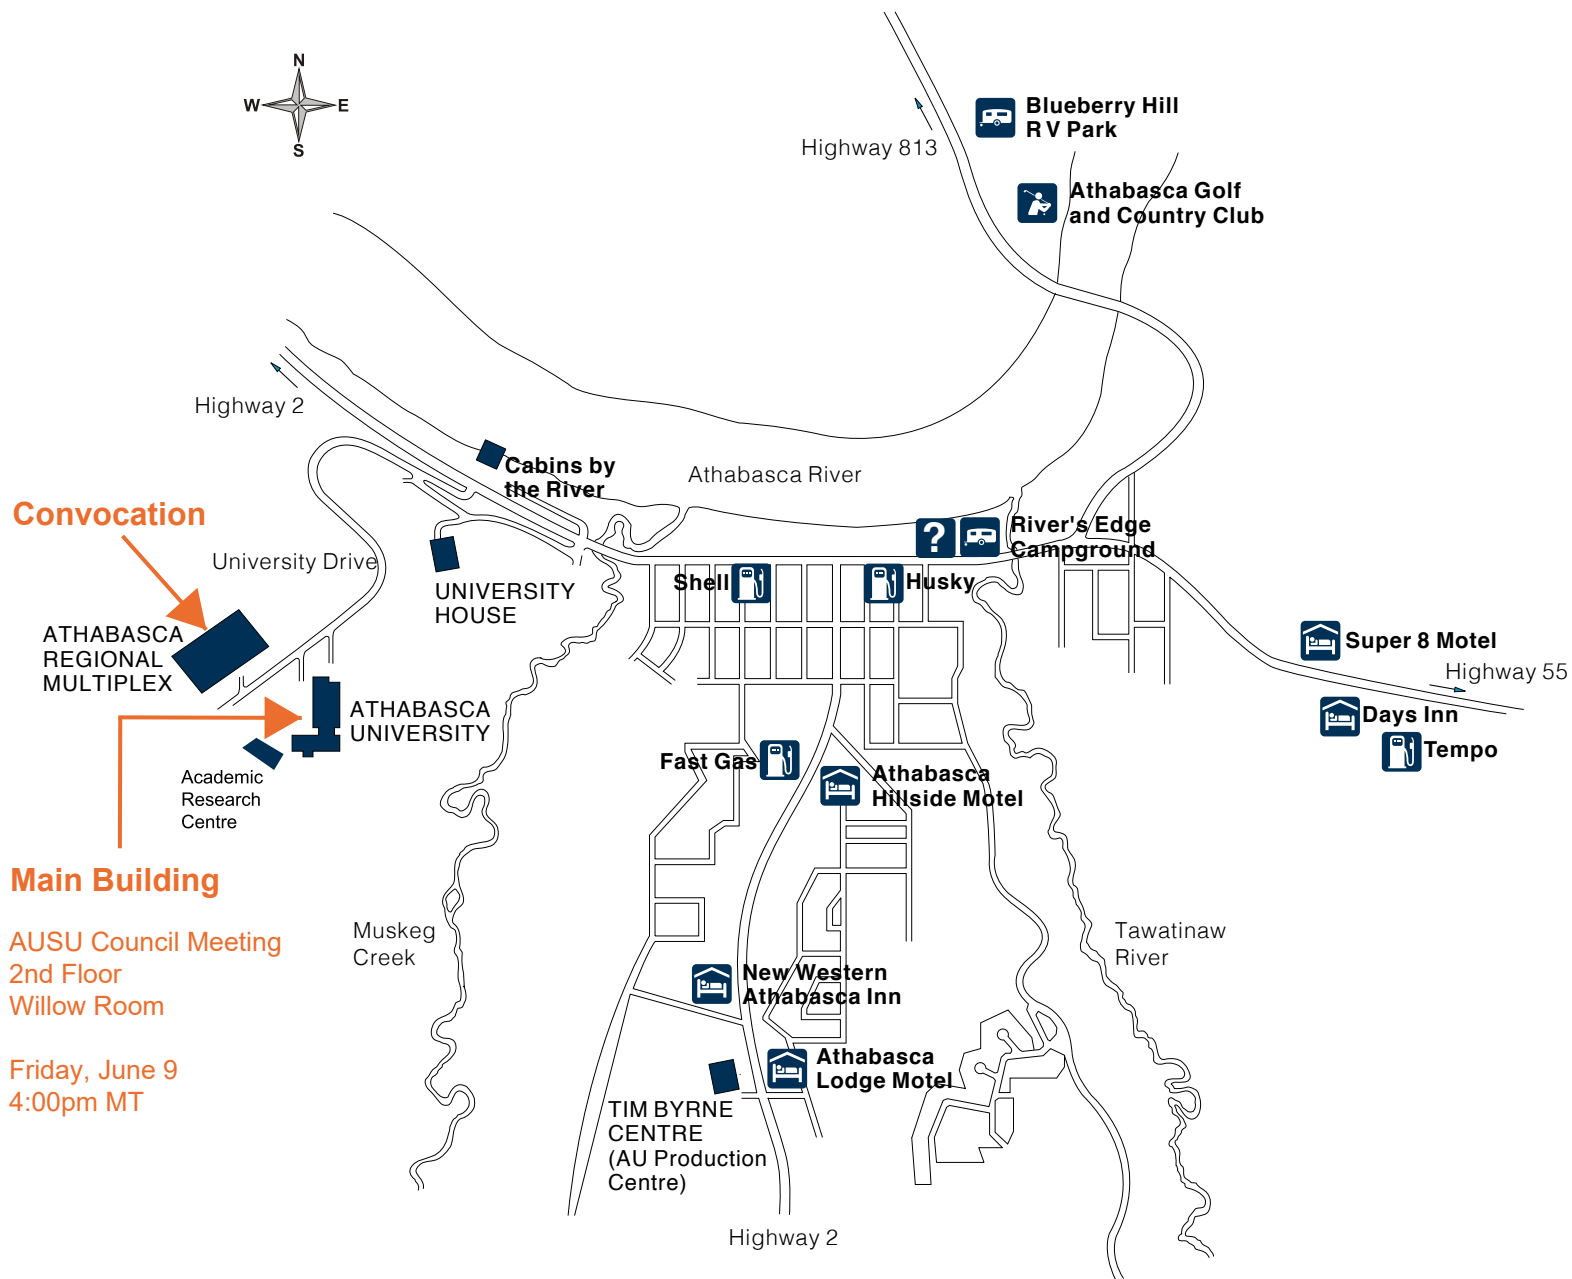 N
W
E
S
Blueberry Hill
R V Park
Highway 813
Athabasca Golf
and Country Club
Highway 2
Cabins by
the River
Athabasca River
Convocation
University Drive
?
River's Edge
Campground
Shell
Husky
UNIVERSITY
HOUSE
ATHABASCA
REGIONAL
MULTIPLEX
Super 8 Motel
Highway 55
ATHABASCA
UNIVERSITY
Days Inn
Tempo
Fast Gas
Athabasca
Hillside Motel
Academic
Research
Centre
Main Building
AUSU Council Meeting
2nd Floor
Willow Room
Friday, June 9
4:00pm MT
Muskeg
Creek
Tawatinaw
River
New Western
Athabasca Inn
Athabasca
Lodge Motel
TIM BYRNE
CENTRE
(AU Production
Centre)
Highway 2